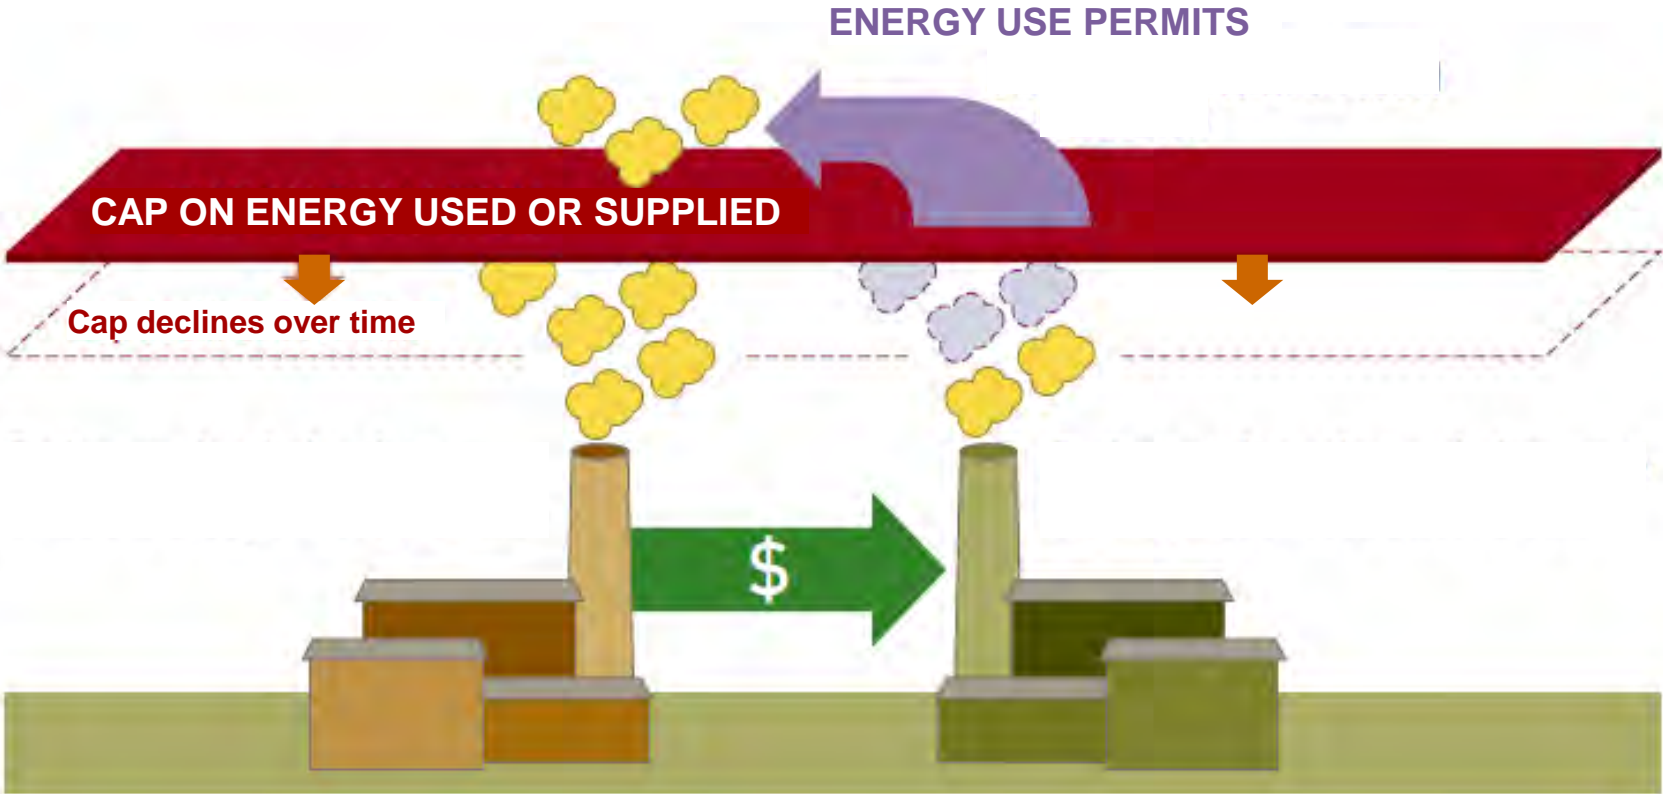 ENERGY USE PERMITS
CAP ON ENERGY USED OR SUPPLIED
Cap declines over time
$